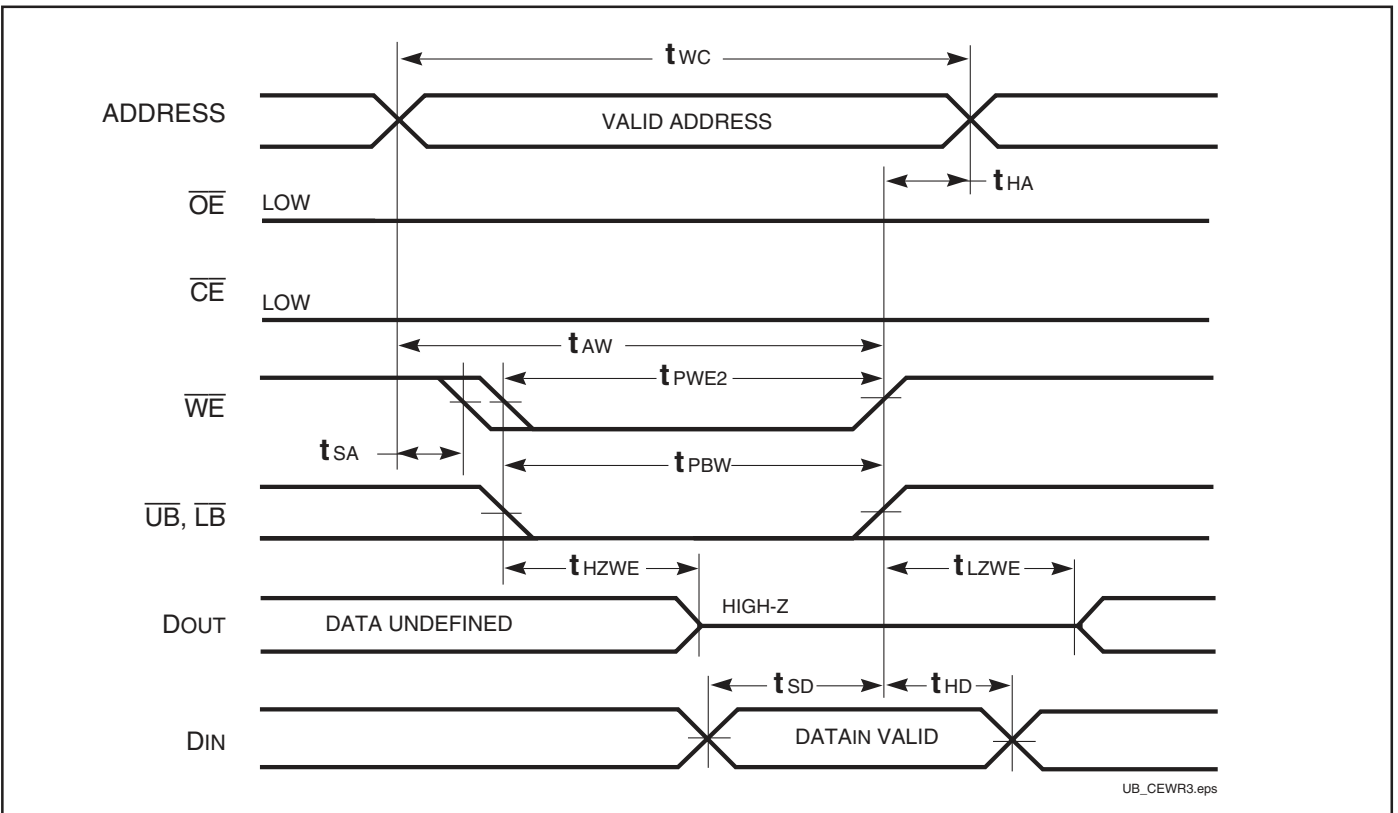 tWC
ADDRESS
VALID ADDRESS
tHA
OE
LOW
CE
LOW
tAW
tPWE2
WE
tSA
tPBW
UB, LB
tHZWE
tLZWE
DOUT
DATA UNDEFINED
HIGH-Z
tSD
tHD
DIN
DATAIN VALID
UB_CEWR3.eps